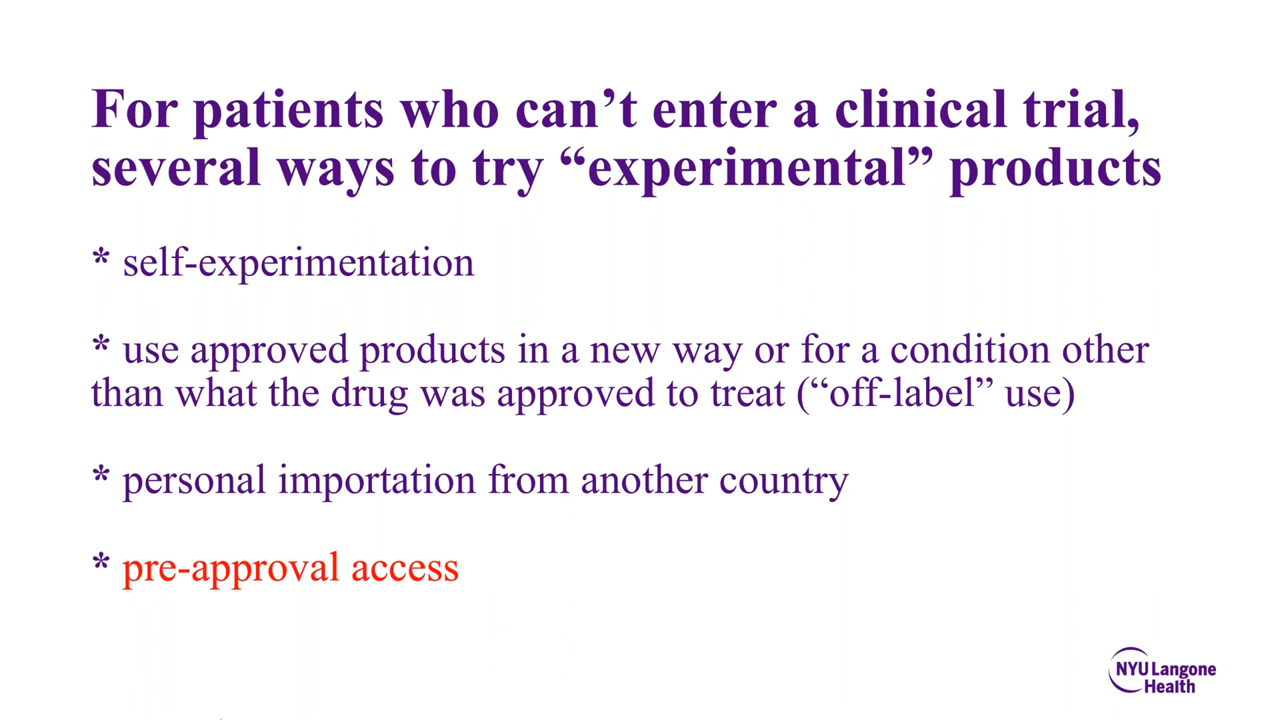 For patients who can’t enter a clinical trial,
several ways to try “experimental” products
* self-experimentation
* use approved products in a new way or for a condition other
than what the drug was approved to treat (“off-label” use)
* personal importation from another country
* pre-approval access
NYU Langone
Health